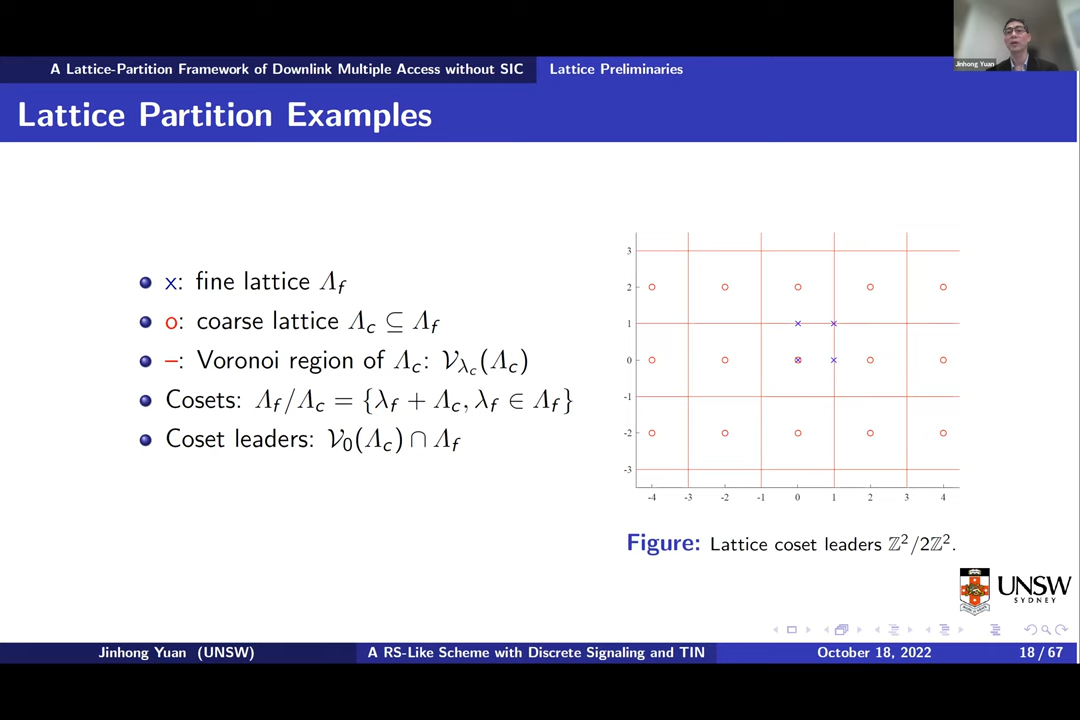 Jinhong Yuan
A Lattice-Partition Framework of Downlink Multiple Access without SIC
Lattice Preliminaries
Lattice Partition Examples
x: fine lattice Λ_f
o: coarse lattice Λ_c ⊆ Λ_f
–: Voronoi region of Λ_c: 𝒱_{λ_c}(Λ_c)
Cosets: Λ_f/Λ_c = {λ_f + Λ_c, λ_f ∈ Λ_f}
Coset leaders: 𝒱_0(Λ_c) ∩ Λ_f
3
2
1
0
-1
-2
-3
-4 -3 -2 -1 0 1 2 3 4
Figure: Lattice coset leaders ℤ²/2ℤ².
UNSW
SYDNEY
Jinhong Yuan (UNSW)
A RS-Like Scheme with Discrete Signaling and TIN
October 18, 2022
18 / 67